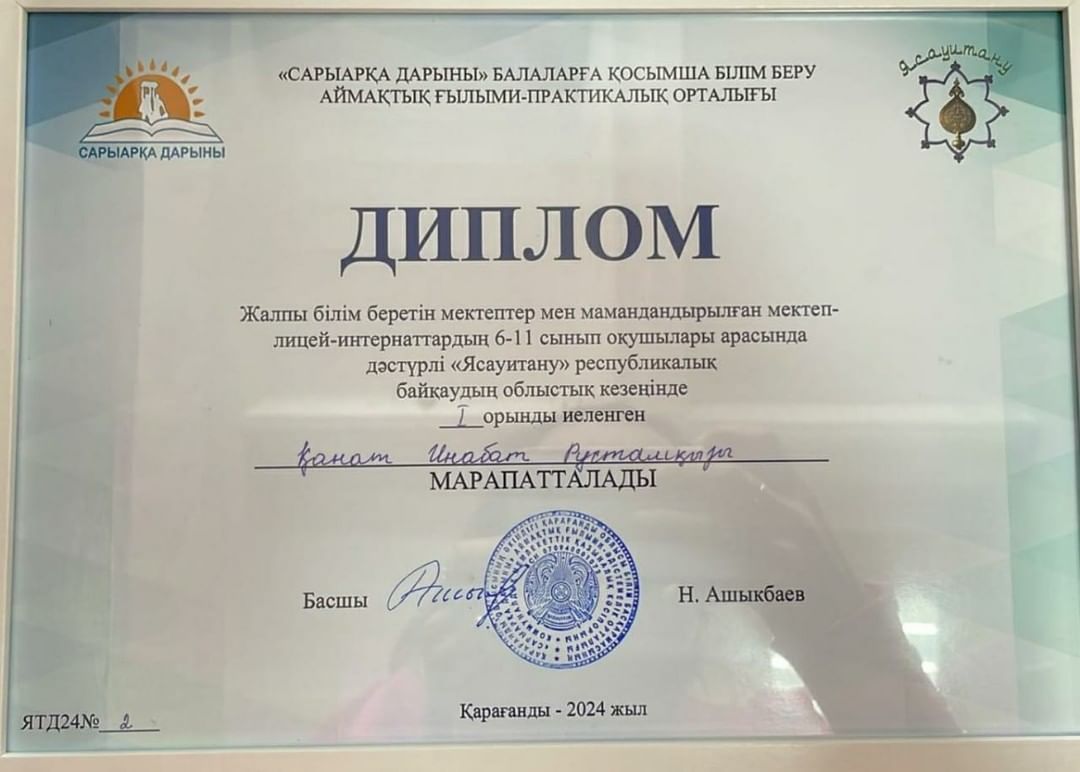 «САРЫАРҚА ДАРЫНЫ» БАЛАЛАРҒА ҚОСЫМША БІЛІМ БЕРУ
АЙМАҚТЫҚ ҒЫЛЫМИ-ПРАКТИКАЛЫҚ ОРТАЛЫҒЫ
САРЫАРҚА ДАРЫНЫ
Ясауитану
ДИПЛОМ
Жалпы білім беретін мектептер мен мамандандырылған мектеп-
лицей-интернаттардың 6-11 сынып оқушылары арасында
дәстүрлі «Ясауитану» республикалық
байқаудың облыстық кезеңінде
I орынды иеленген
Қанат Инабат Рустамқызы
МАРАПАТТАЛАДЫ
Басшы
Н. Ашыкбаев
ЯТД24№ 2
Қарағанды - 2024 жыл